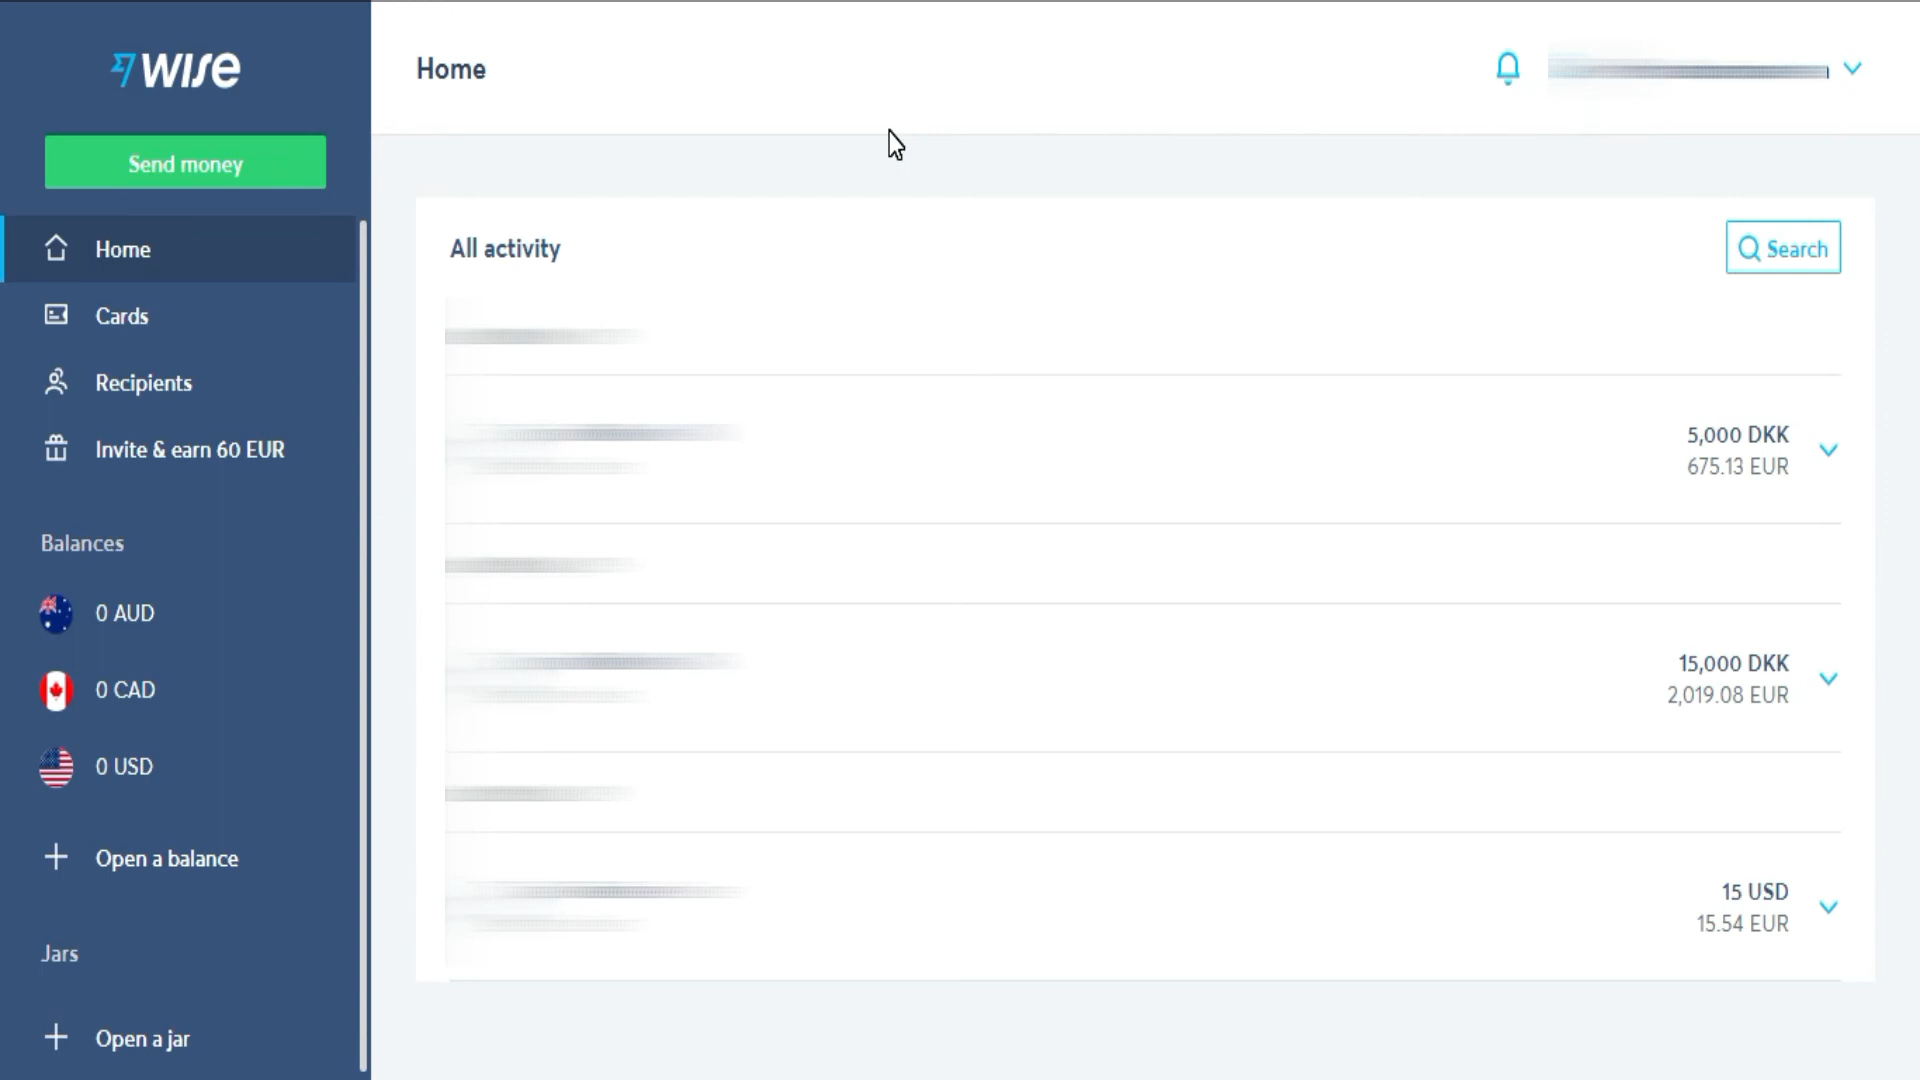 wise
Send money
Home
Cards
Recipients
Invite & earn 60 EUR
Balances
0 AUD
0 CAD
0 USD
Open a balance
Jars
Open a jar
Home
All activity
Search
5,000 DKK
675.13 EUR
15,000 DKK
2,019.08 EUR
15 USD
15.54 EUR